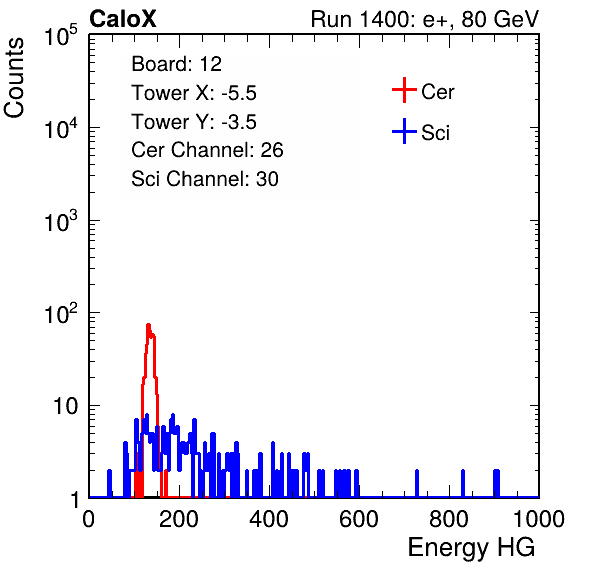 CaloX Run 1400: e+, 80 GeV
Counts
Board: 12
Tower X: -5.5
Tower Y: -3.5
Cer Channel: 26
Sci Channel: 30
Cer
Sci
10^5
10^4
10^3
10^2
10
1
0 200 400 600 800 1000
Energy HG